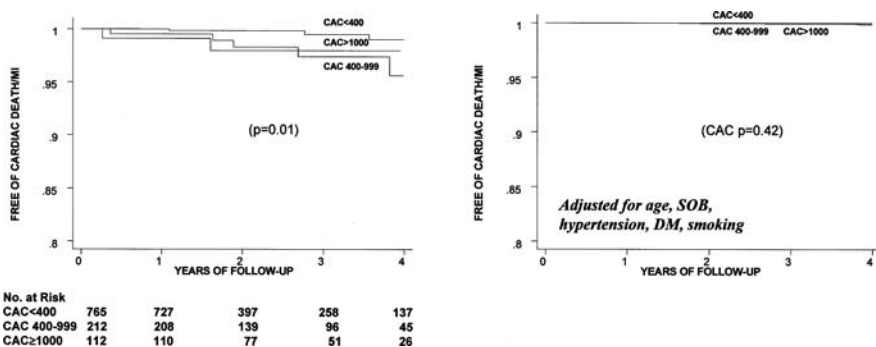 CAC<400
CAC>1000
CAC 400-999
(p=0.01)
FREE OF CARDIAC DEATH/MI
1
.95
.9
.85
.8
0 1 2 3 4
YEARS OF FOLLOW-UP
No. at Risk
CAC<400 765 727 397 258 137
CAC 400-999 212 208 139 96 45
CAC≥1000 112 110 77 51 26
CAC<400
CAC 400-999 CAC>1000
(CAC p=0.42)
Adjusted for age, SOB,
hypertension, DM, smoking
FREE OF CARDIAC DEATH/MI
1
.95
.9
.85
.8
0 1 2 3 4
YEARS OF FOLLOW-UP